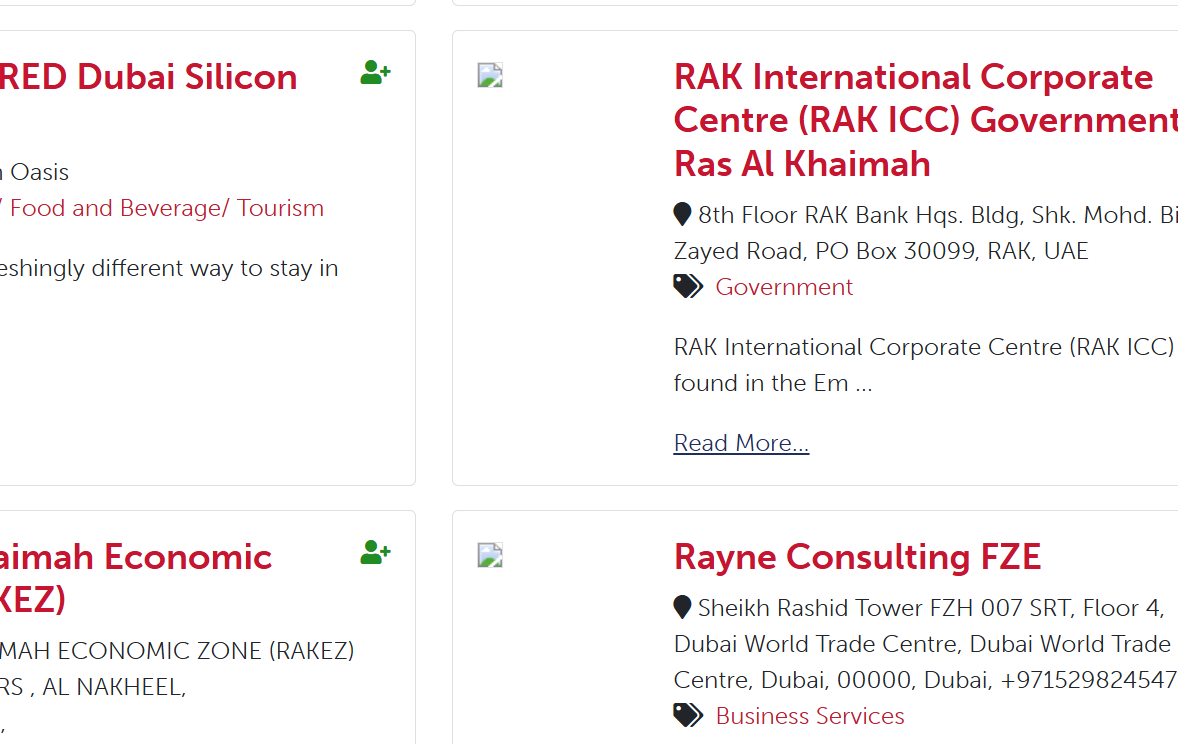 RED Dubai Silicon
Oasis
/ Food and Beverage/ Tourism
eshingly different way to stay in
RAK International Corporate
Centre (RAK ICC) Government
Ras Al Khaimah
8th Floor RAK Bank Hqs. Bldg, Shk. Mohd. Bi
Zayed Road, PO Box 30099, RAK, UAE
Government
RAK International Corporate Centre (RAK ICC)
found in the Em ...
Read More...
aimah Economic
KEZ)
MAH ECONOMIC ZONE (RAKEZ)
RS , AL NAKHEEL,
,
Rayne Consulting FZE
Sheikh Rashid Tower FZH 007 SRT, Floor 4,
Dubai World Trade Centre, Dubai World Trade
Centre, Dubai, 00000, Dubai, +971529824547
Business Services